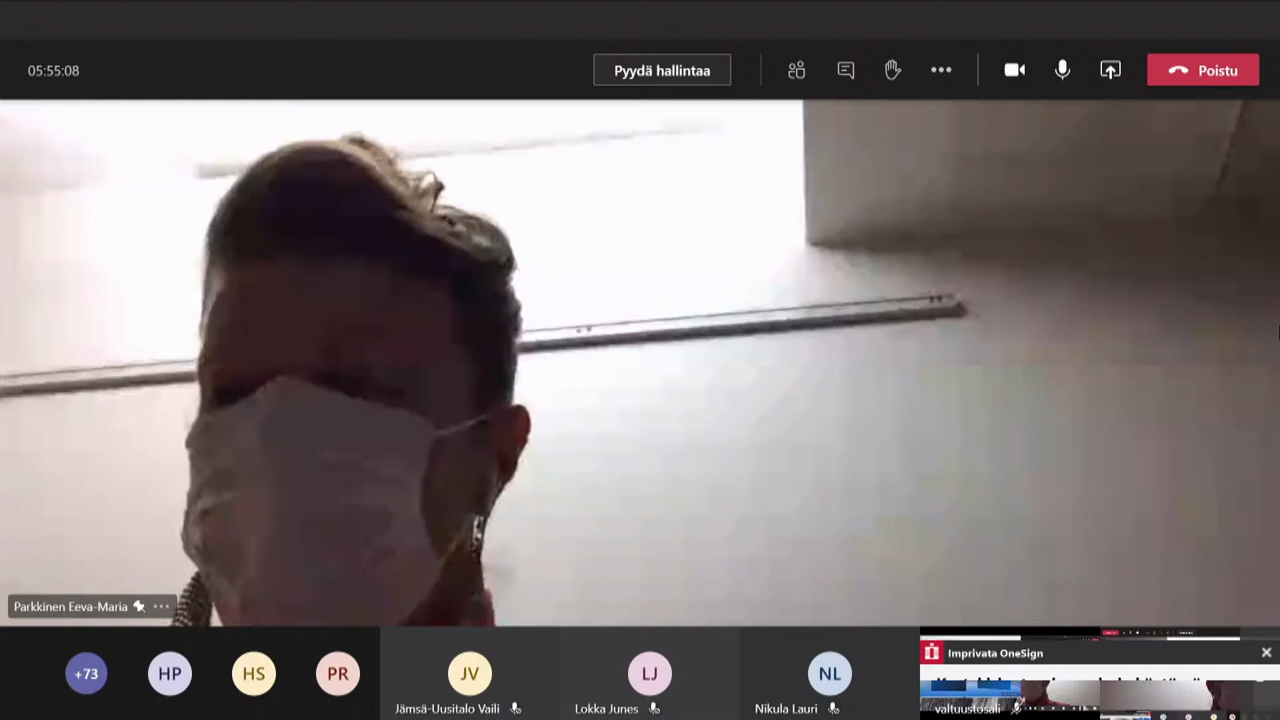 05:55:08
Pyydä hallintaa
Poistu
Parkkinen Eeva-Maria
+73
HP
HS
PR
JV
LJ
NL
Jämsä-Uusitalo Vaili
Lokka Junes
Nikula Lauri
Imprivata OneSign
valtuustosali